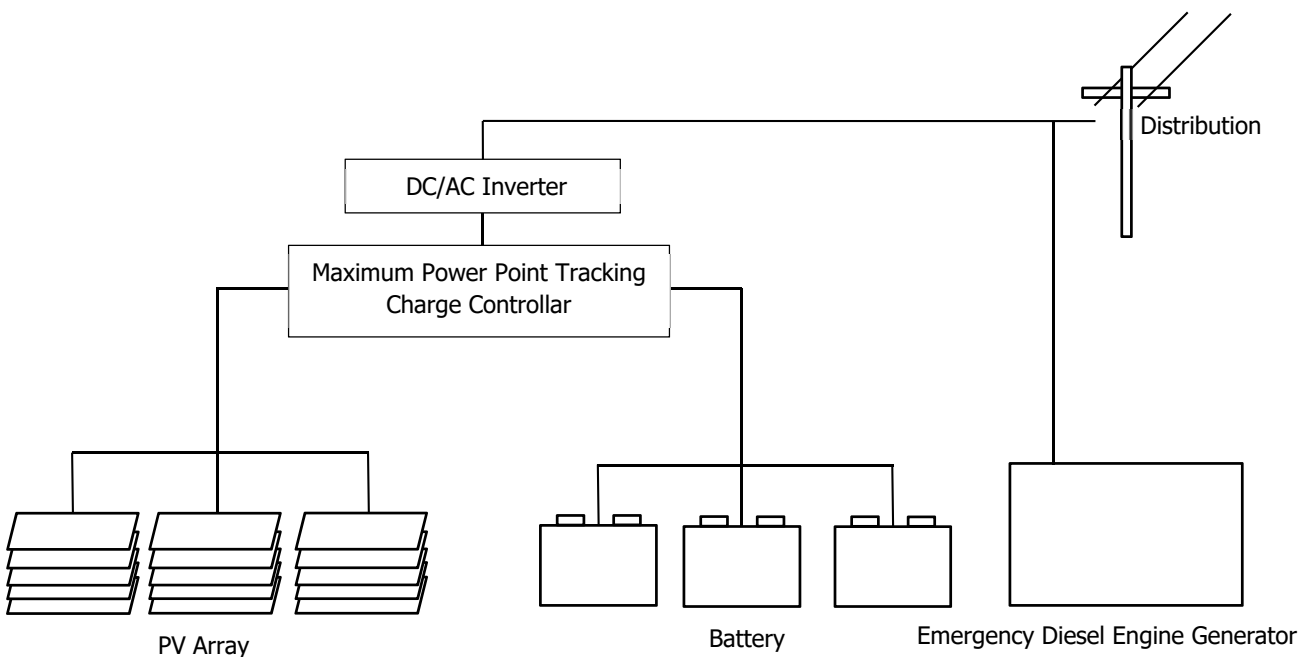 Distribution
DC/AC Inverter
Maximum Power Point Tracking
Charge Controllar
PV Array
Battery
Emergency Diesel Engine Generator